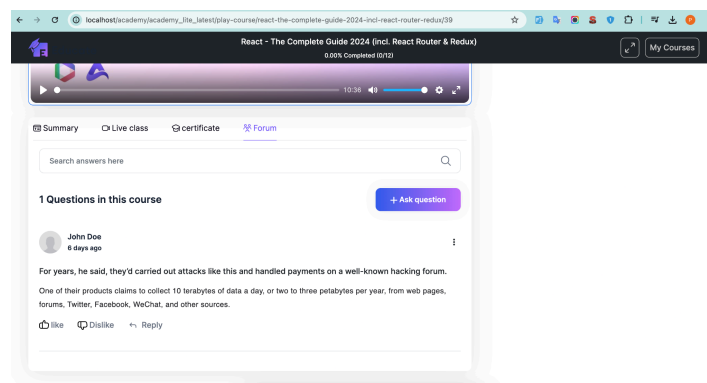 localhost/academy/academy_lite_latest/play-course/react-the-complete-guide-2024-incl-react-router-redux/39
React - The Complete Guide 2024 (incl. React Router & Redux)
0.00% Completed (0/12)
My Courses
10:36
Summary Live class certificate Forum
Search answers here
1 Questions in this course
+ Ask question
John Doe
6 days ago
For years, he said, they'd carried out attacks like this and handled payments on a well-known hacking forum.
One of their products claims to collect 10 terabytes of data a day, or two to three petabytes per year, from web pages,
forums, Twitter, Facebook, WeChat, and other sources.
like Dislike Reply